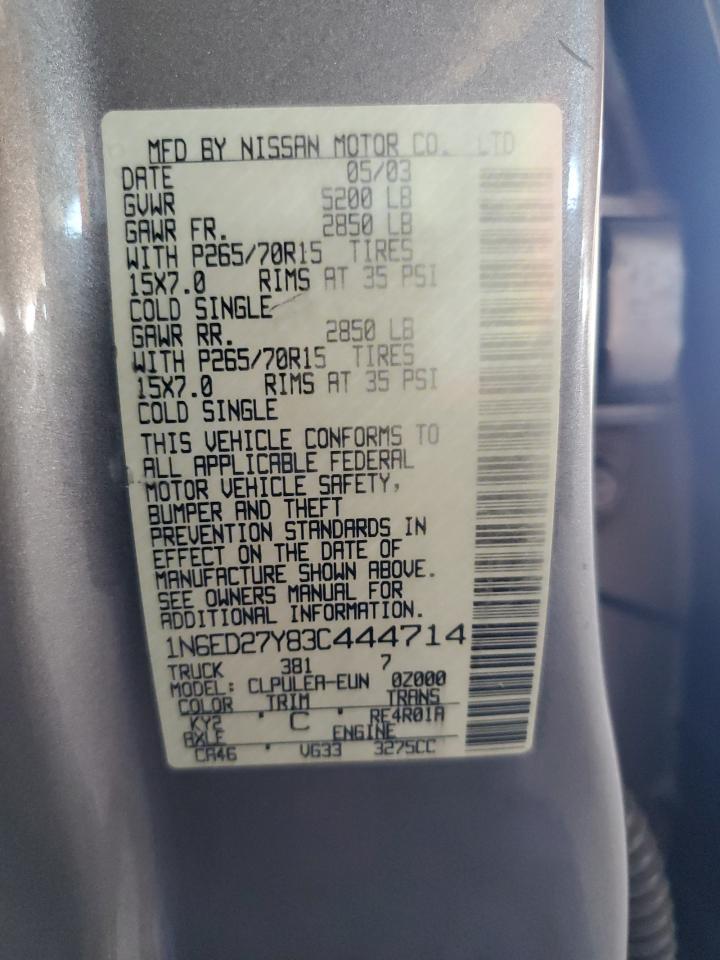 MFD BY NISSAN MOTOR CO. LTD
DATE 05/03
GVWR 5200 LB
GAWR FR. 2850 LB
WITH P265/70R15 TIRES
15X7.0 RIMS AT 35 PSI
COLD SINGLE
GAWR RR. 2850 LB
WITH P265/70R15 TIRES
15X7.0 RIMS AT 35 PSI
COLD SINGLE
THIS VEHICLE CONFORMS TO
ALL APPLICABLE FEDERAL
MOTOR VEHICLE SAFETY,
BUMPER AND THEFT
PREVENTION STANDARDS IN
EFFECT ON THE DATE OF
MANUFACTURE SHOWN ABOVE.
SEE OWNERS MANUAL FOR
ADDITIONAL INFORMATION.
1N6ED27Y83C444714
TRUCK 381 7
MODEL: CLPULEA-EUN 0Z000
COLOR TRIM TRANS
KY2 ' C ' RE4R01A
AXLE ENGINE
CA46 ' VG33 3275CC